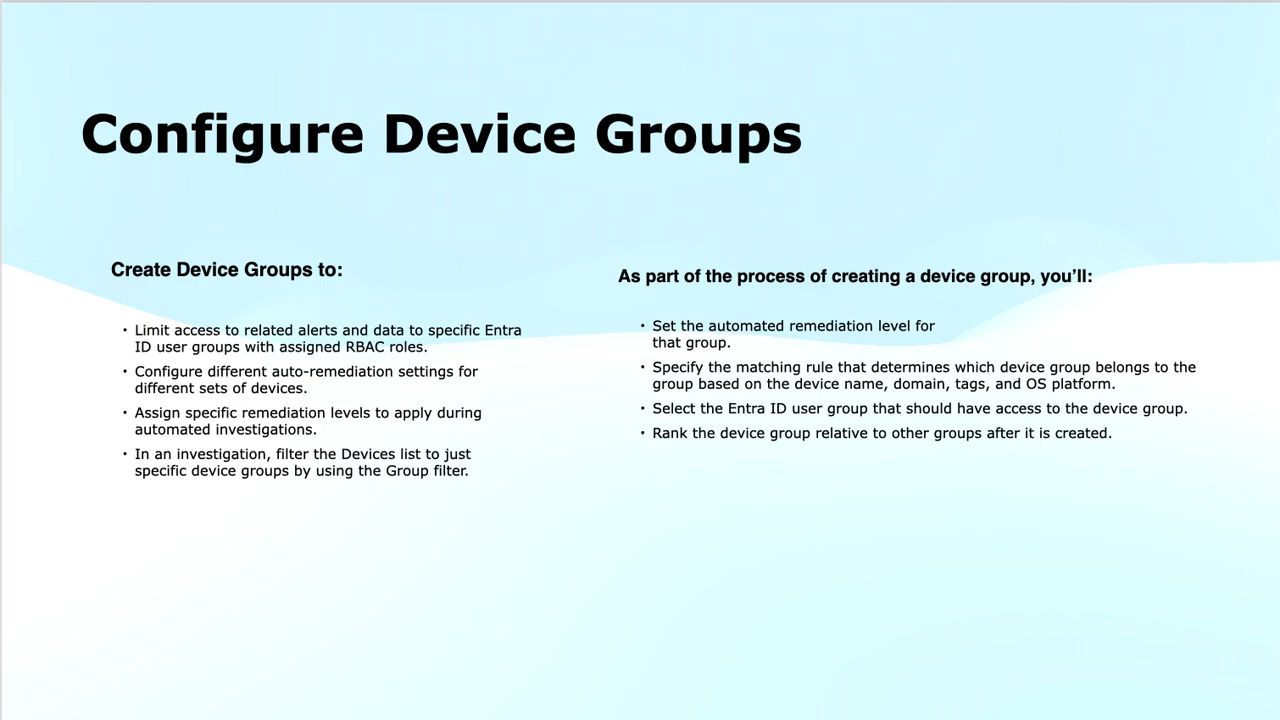 Configure Device Groups
Create Device Groups to:
• Limit access to related alerts and data to specific Entra
ID user groups with assigned RBAC roles.
• Configure different auto-remediation settings for
different sets of devices.
• Assign specific remediation levels to apply during
automated investigations.
• In an investigation, filter the Devices list to just
specific device groups by using the Group filter.
As part of the process of creating a device group, you’ll:
• Set the automated remediation level for
that group.
• Specify the matching rule that determines which device group belongs to the
group based on the device name, domain, tags, and OS platform.
• Select the Entra ID user group that should have access to the device group.
• Rank the device group relative to other groups after it is created.